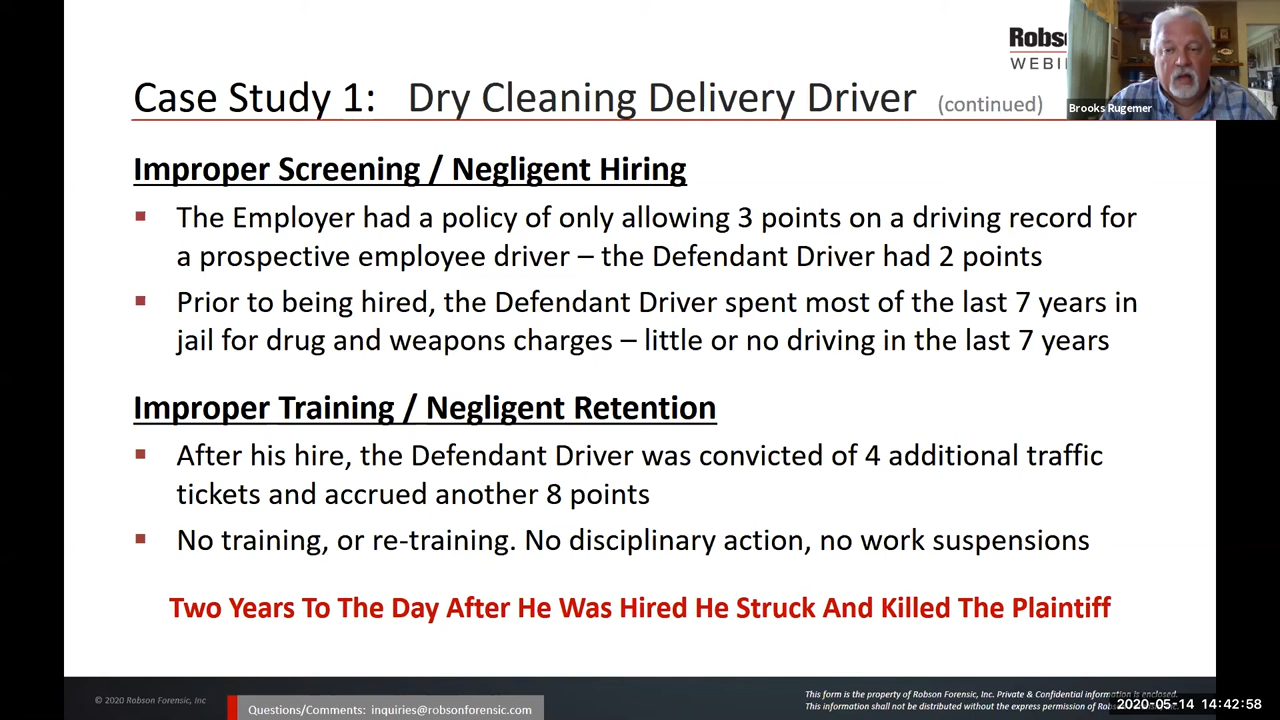 Robs
WEBI
Brooks Rugemer
Case Study 1: Dry Cleaning Delivery Driver (continued)
Improper Screening / Negligent Hiring
▪ The Employer had a policy of only allowing 3 points on a driving record for
a prospective employee driver – the Defendant Driver had 2 points
▪ Prior to being hired, the Defendant Driver spent most of the last 7 years in
jail for drug and weapons charges – little or no driving in the last 7 years
Improper Training / Negligent Retention
▪ After his hire, the Defendant Driver was convicted of 4 additional traffic
tickets and accrued another 8 points
▪ No training, or re-training. No disciplinary action, no work suspensions
Two Years To The Day After He Was Hired He Struck And Killed The Plaintiff
© 2020 Robson Forensic, Inc
Questions/Comments: inquiries@robsonforensic.com
This form is the property of Robson Forensic, Inc. Private & Confidential information is enclosed.
This information shall not be distributed without the express permission of
2020-05-14 14:42:58